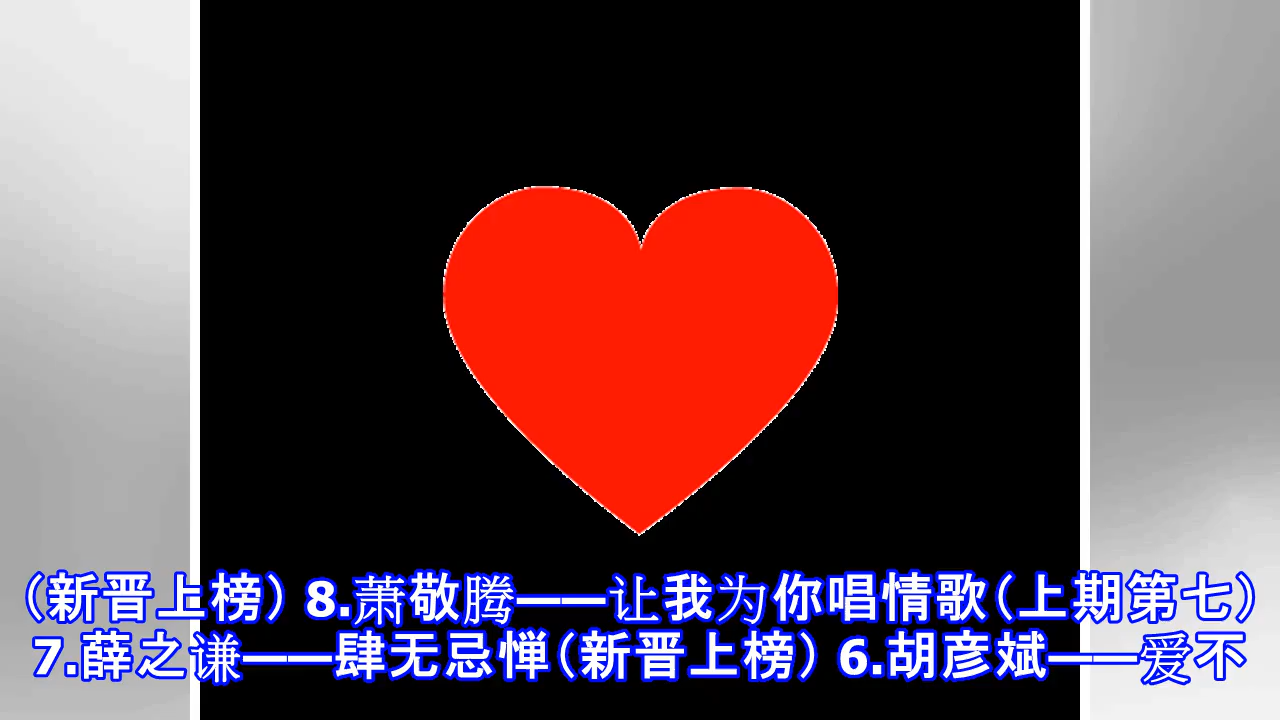 （新晋上榜）8.萧敬腾——让我为你唱情歌（上期第七）
7.薛之谦——肆无忌惮（新晋上榜）6.胡彦斌——爱不